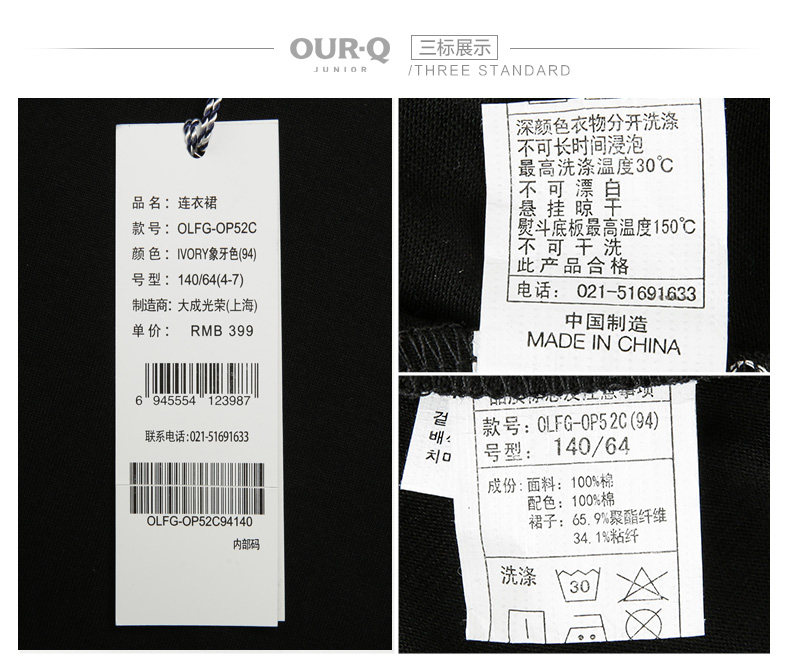 OUR-Q
JUNIOR
三标展示
/THREE STANDARD
品名：连衣裙
款号：OLFG-OP52C
颜色：IVORY象牙色(94)
号型：140/64(4-7)
制造商：大成光荣(上海)
单价： RMB 399
6 945554 123987
联系电话:021-51691633
OLFG-OP52C94140
内部码
深颜色衣物分开洗涤
不可长时间浸泡
最高洗涤温度30℃
不可漂白
悬挂晾干
熨斗底板最高温度150℃
不可干洗
此产品合格
电话： 021-51691633
中国制造
MADE IN CHINA
겉
배색
치마
款号：OLFG-OP52C(94)
号型： 140/64
成份：面料：100%棉
配色：100%棉
裙子：65.9%聚酯纤维
34.1%粘纤
洗涤
30